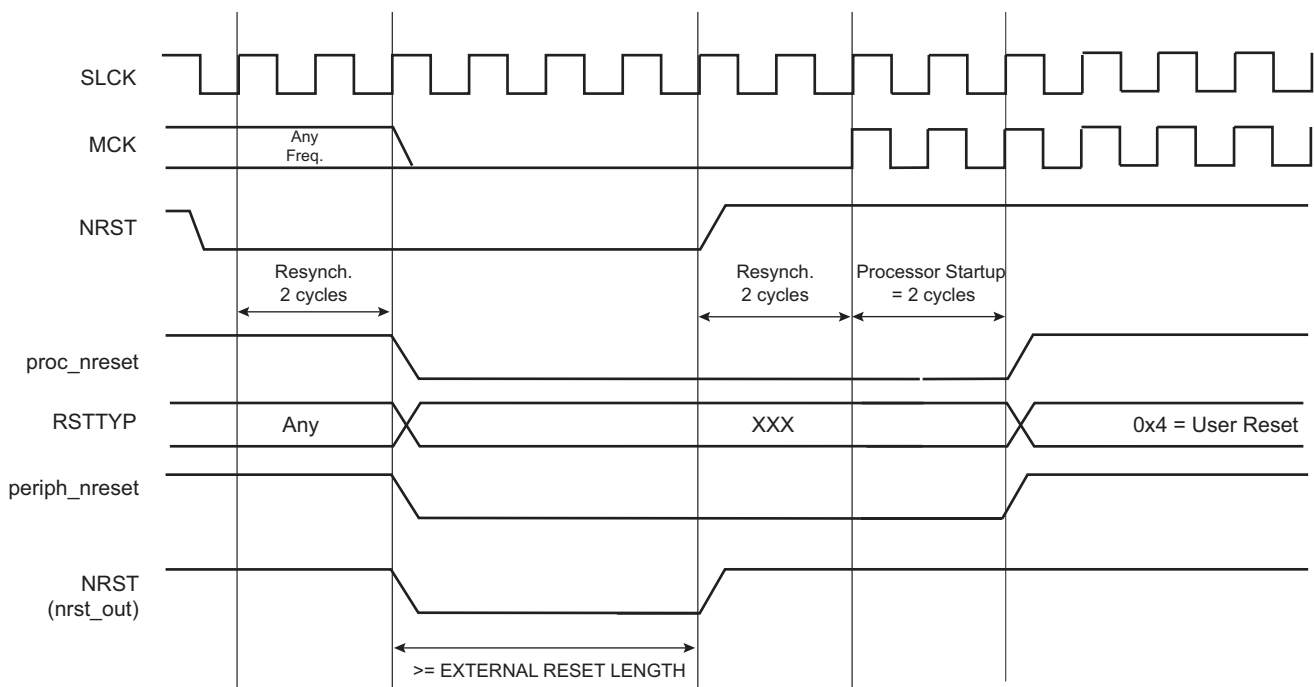 SLCK
MCK
Any
Freq.
NRST
Resynch.
2 cycles
Resynch.
2 cycles
Processor Startup
= 2 cycles
proc_nreset
RSTTYP
Any
XXX
0x4 = User Reset
periph_nreset
NRST
(nrst_out)
>= EXTERNAL RESET LENGTH